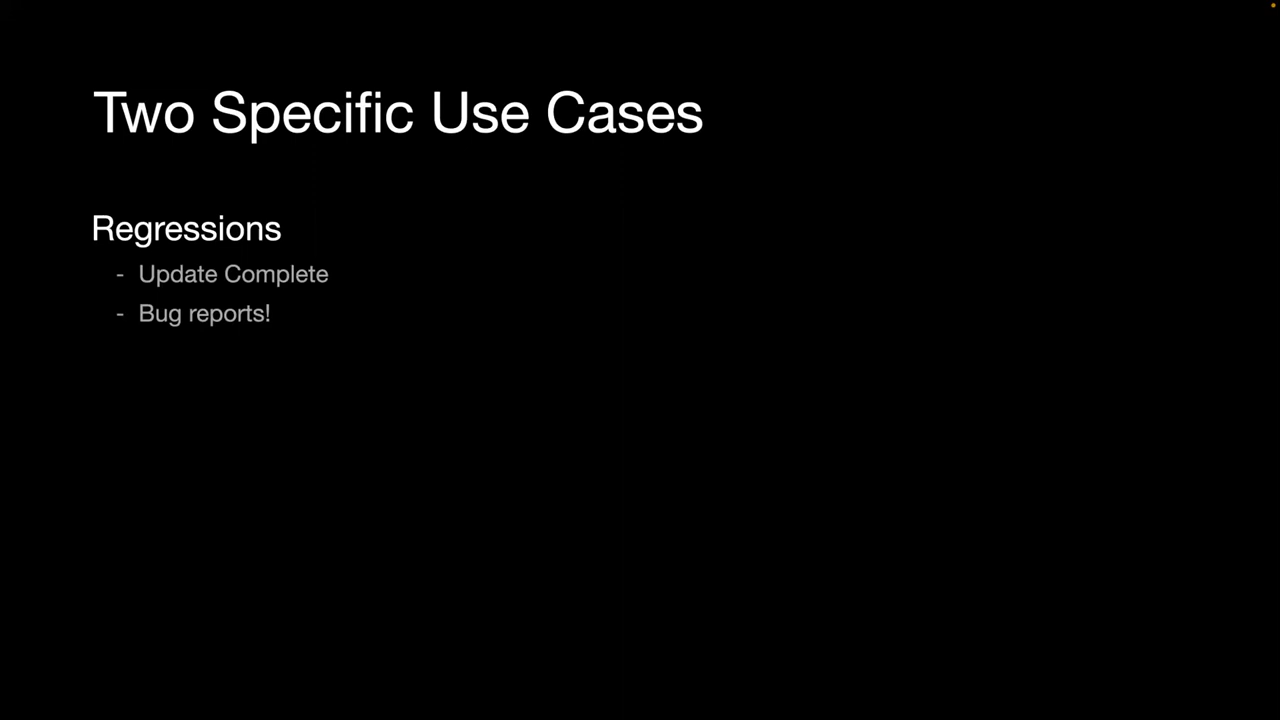 Two Specific Use Cases
Regressions
- Update Complete
- Bug reports!